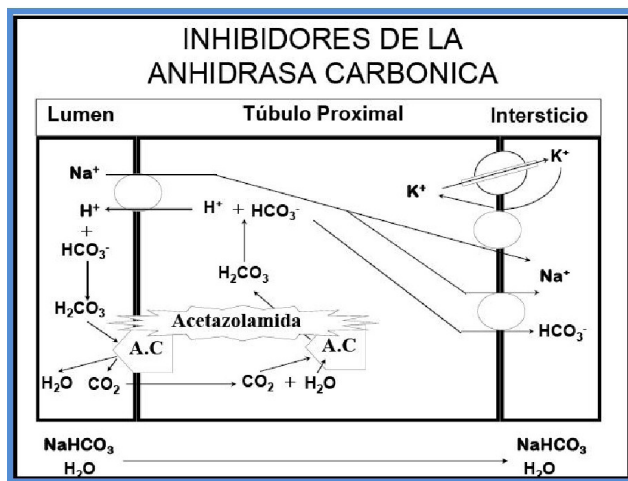 INHIBIDORES DE LA
ANHIDRASA CARBONICA
Lumen Túbulo Proximal Intersticio
Na⁺ K⁺
K⁺
H⁺ H⁺ + HCO₃⁻
+
HCO₃⁻
H₂CO₃ Na⁺
H₂CO₃
Acetazolamida
HCO₃⁻
A.C A.C
H₂O CO₂ CO₂ + H₂O
NaHCO₃ NaHCO₃
H₂O H₂O